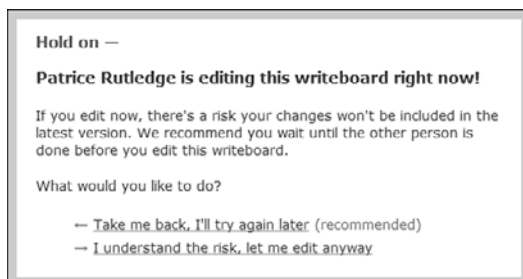 Hold on —
Patrice Rutledge is editing this writeboard right now!
If you edit now, there's a risk your changes won't be included in the
latest version. We recommend you wait until the other person is
done before you edit this writeboard.
What would you like to do?
← Take me back, I'll try again later (recommended)
→ I understand the risk, let me edit anyway